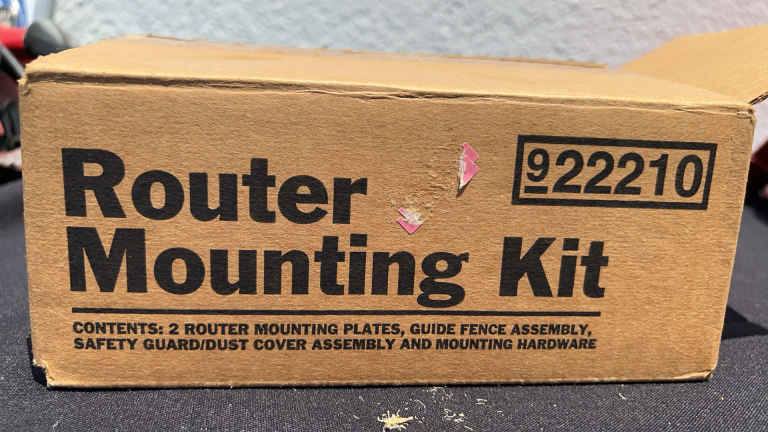 Router
922210
Mounting Kit
CONTENTS: 2 ROUTER MOUNTING PLATES, GUIDE FENCE ASSEMBLY,
SAFETY GUARD/DUST COVER ASSEMBLY AND MOUNTING HARDWARE